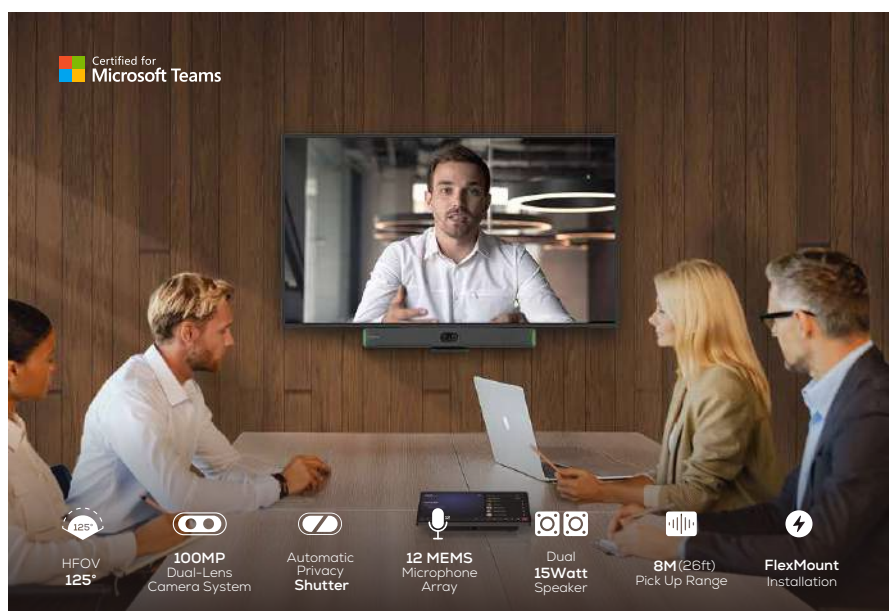 Certified for
Microsoft Teams
125°
HFOV
125°
100MP
Dual-Lens
Camera System
Automatic
Privacy
Shutter
12 MEMS
Microphone
Array
Dual
15Watt
Speaker
8M(26ft)
Pick Up Range
FlexMount
Installation